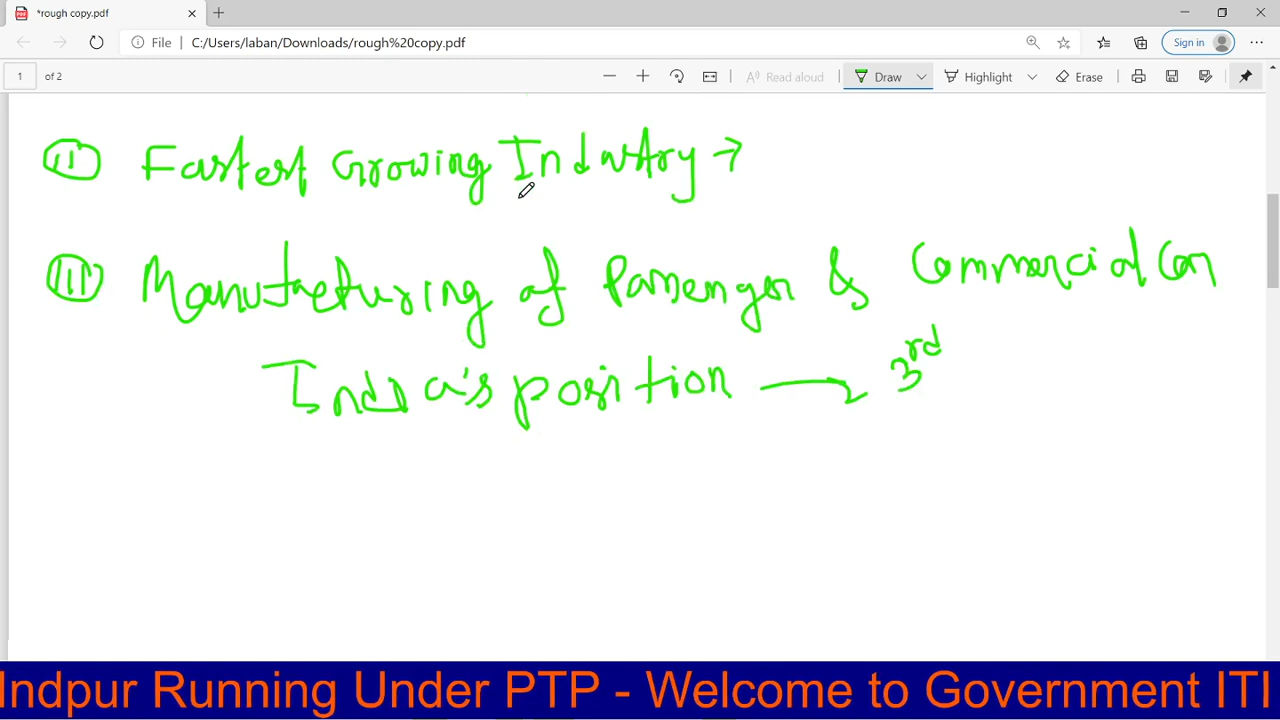 *rough copy.pdf
File C:/Users/laban/Downloads/rough%20copy.pdf Sign in
1 of 2 Read aloud Draw Highlight Erase
(ii) Fastest Growing Industry →
(iii) Manufacturing of Passenger & Commercial Car
India's position → 3rd
Indpur Running Under PTP - Welcome to Government ITI